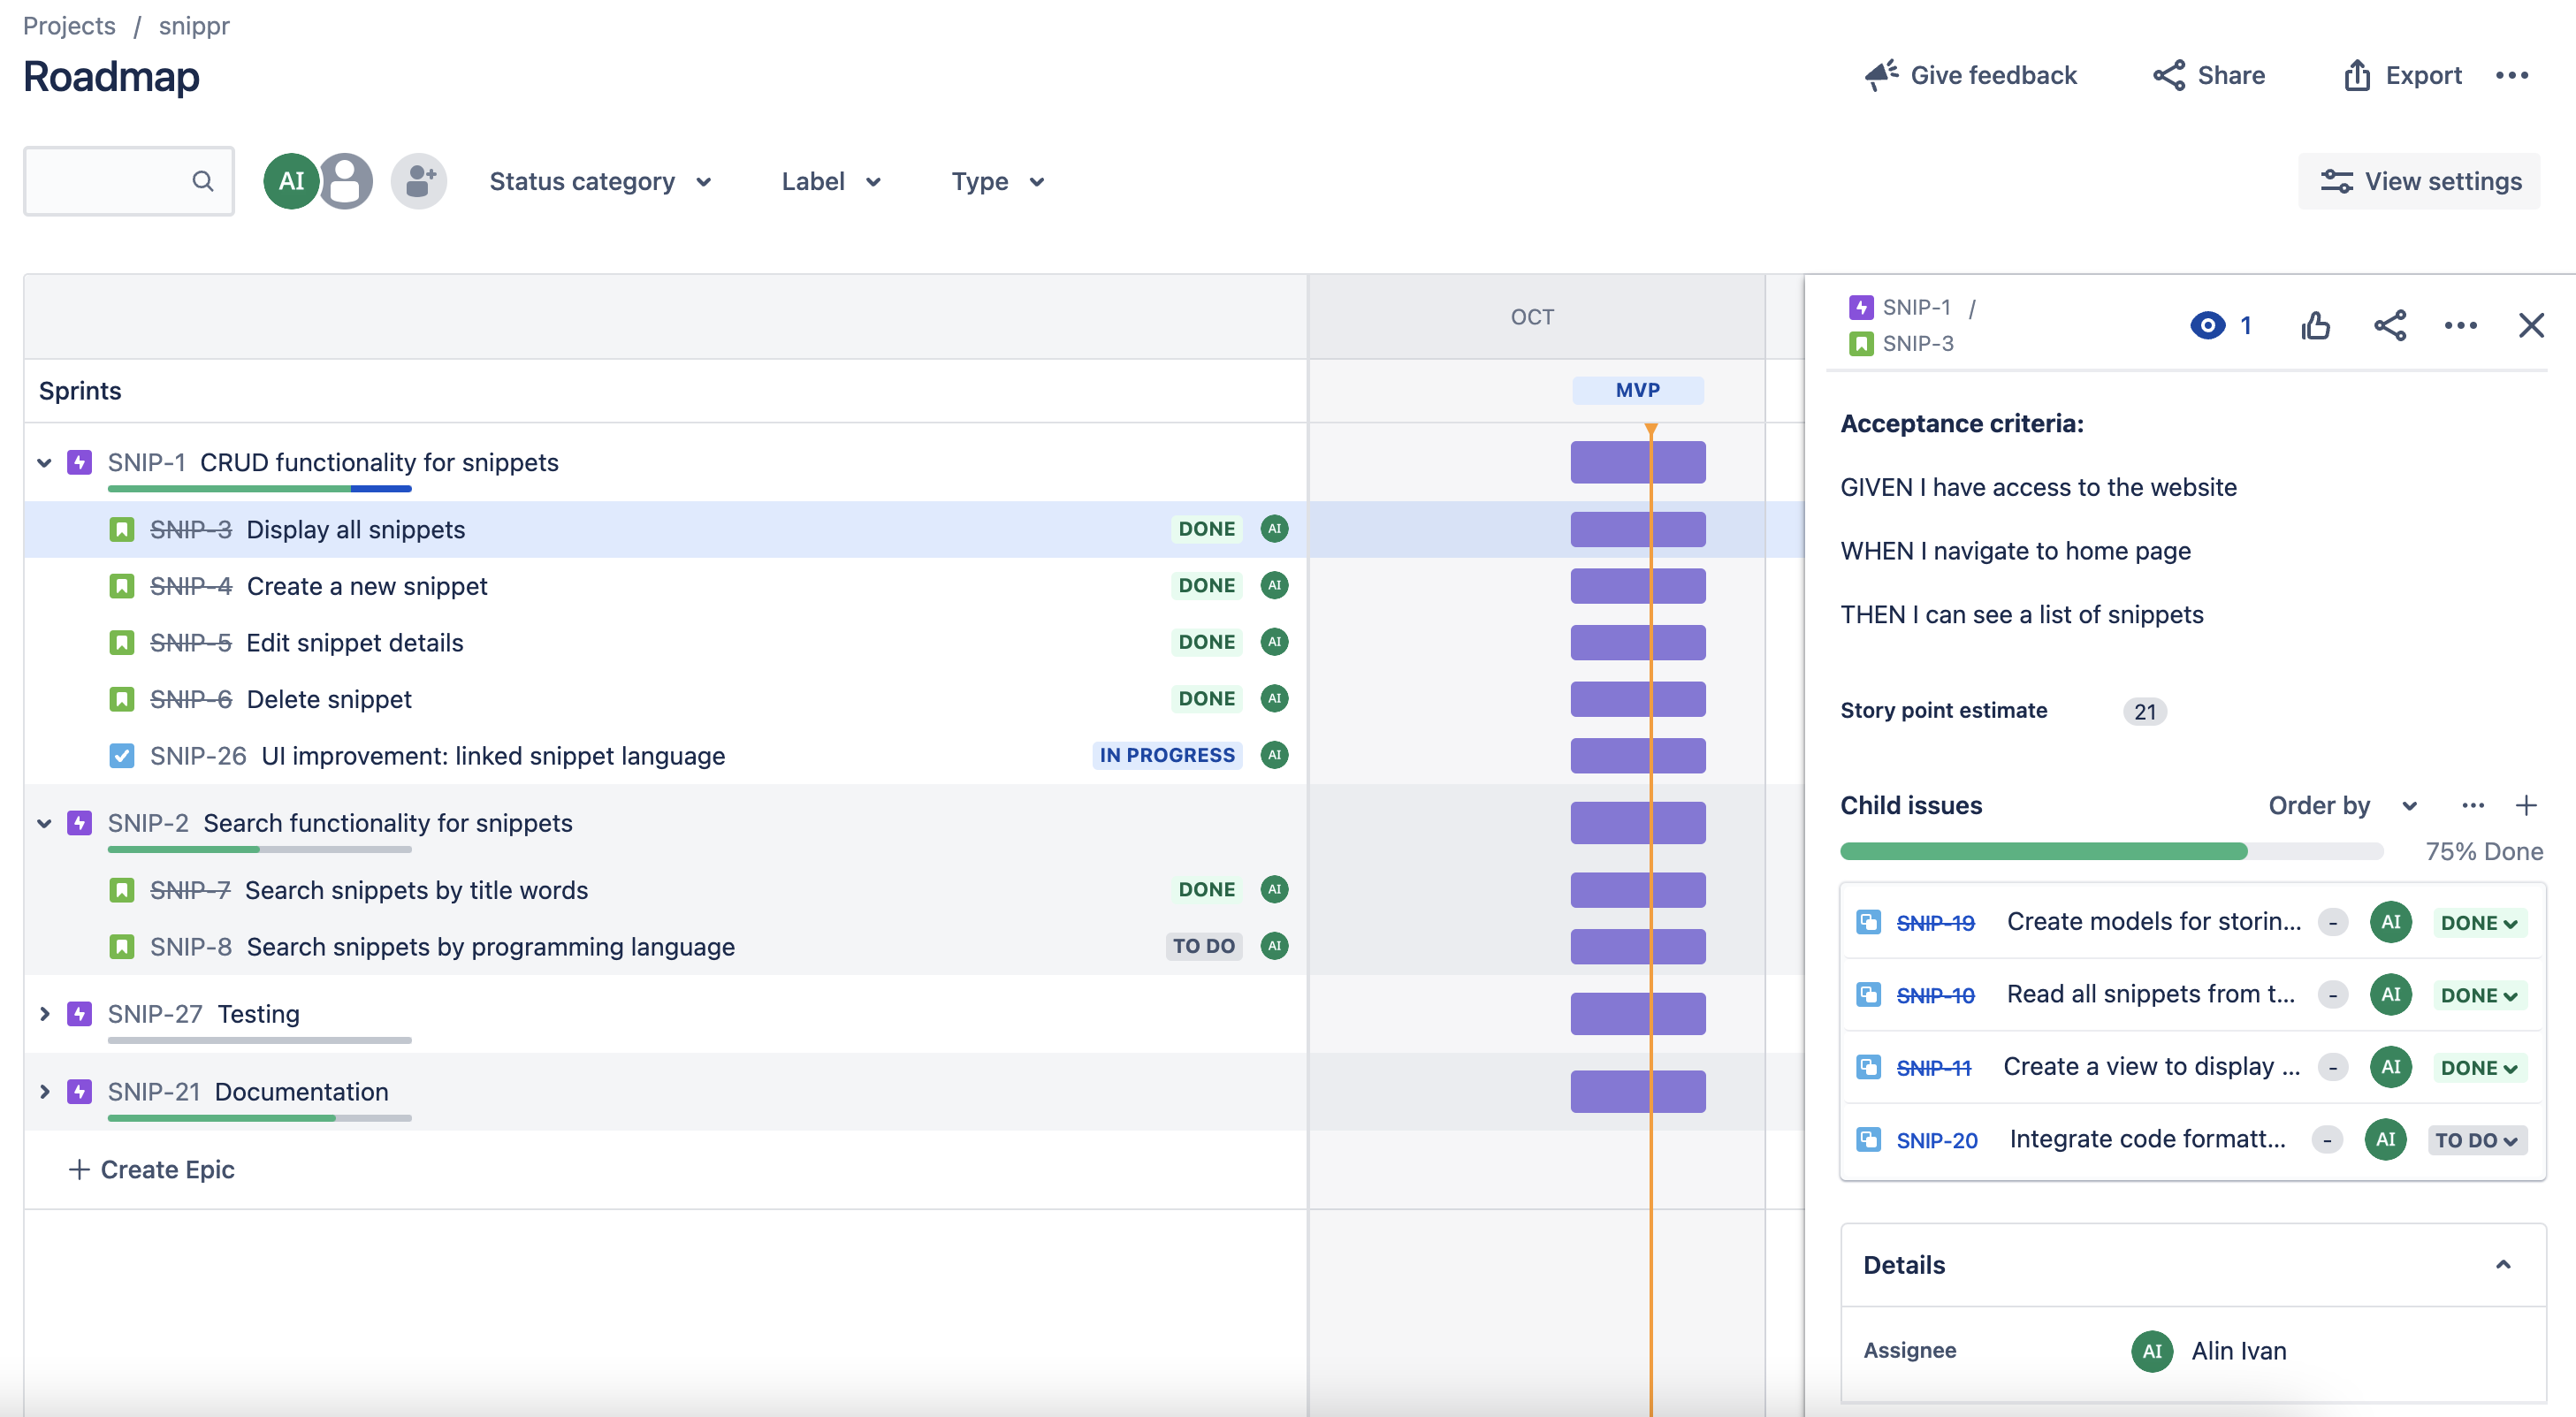 Projects / snippr
Roadmap
Give feedback
Share
Export
AI
Status category
Label
Type
View settings
OCT
Sprints
MVP
SNIP-1 CRUD functionality for snippets
SNIP-3 Display all snippets DONE AI
SNIP-4 Create a new snippet DONE AI
SNIP-5 Edit snippet details DONE AI
SNIP-6 Delete snippet DONE AI
SNIP-26 UI improvement: linked snippet language IN PROGRESS AI
SNIP-2 Search functionality for snippets
SNIP-7 Search snippets by title words DONE AI
SNIP-8 Search snippets by programming language TO DO AI
SNIP-27 Testing
SNIP-21 Documentation
+ Create Epic
SNIP-1 /
SNIP-3
1
Acceptance criteria:
GIVEN I have access to the website
WHEN I navigate to home page
THEN I can see a list of snippets
Story point estimate 21
Child issues Order by
75% Done
SNIP-19 Create models for storin... - AI DONE
SNIP-10 Read all snippets from t... - AI DONE
SNIP-11 Create a view to display ... - AI DONE
SNIP-20 Integrate code formatt... - AI TO DO
Details
Assignee AI Alin Ivan